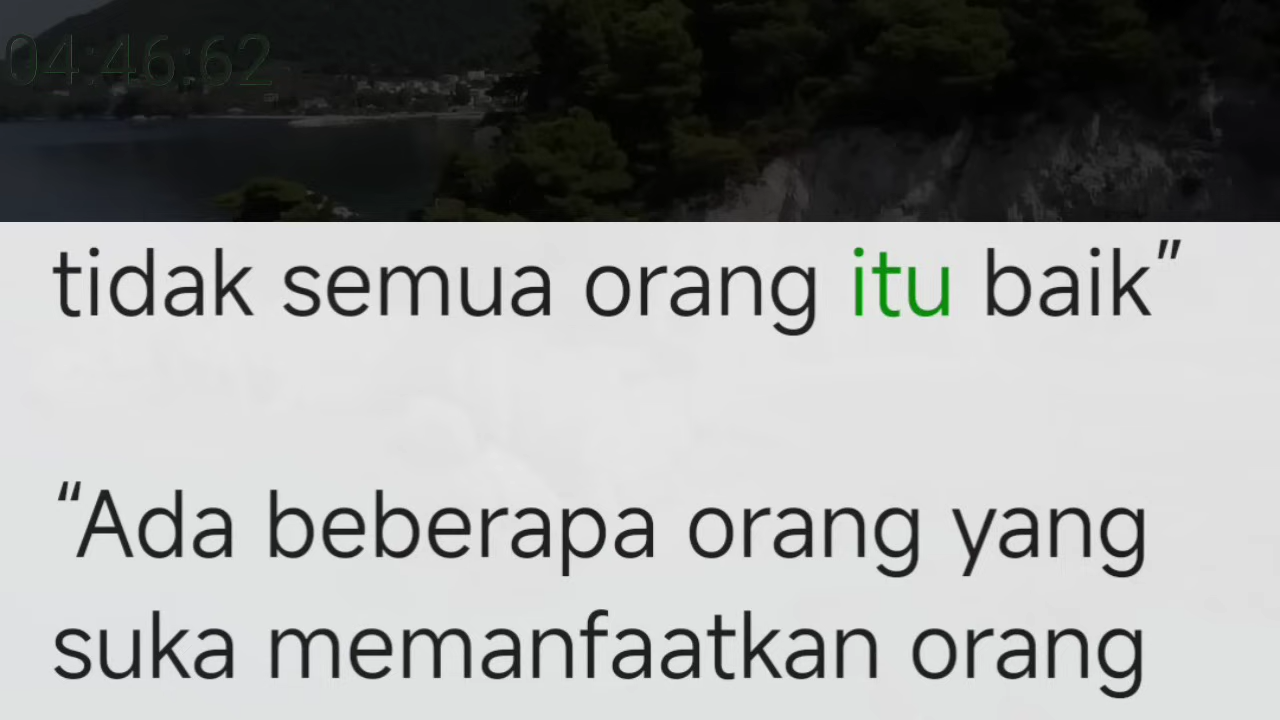 04:46:62
tidak semua orang itu baik”
“Ada beberapa orang yang
suka memanfaatkan orang